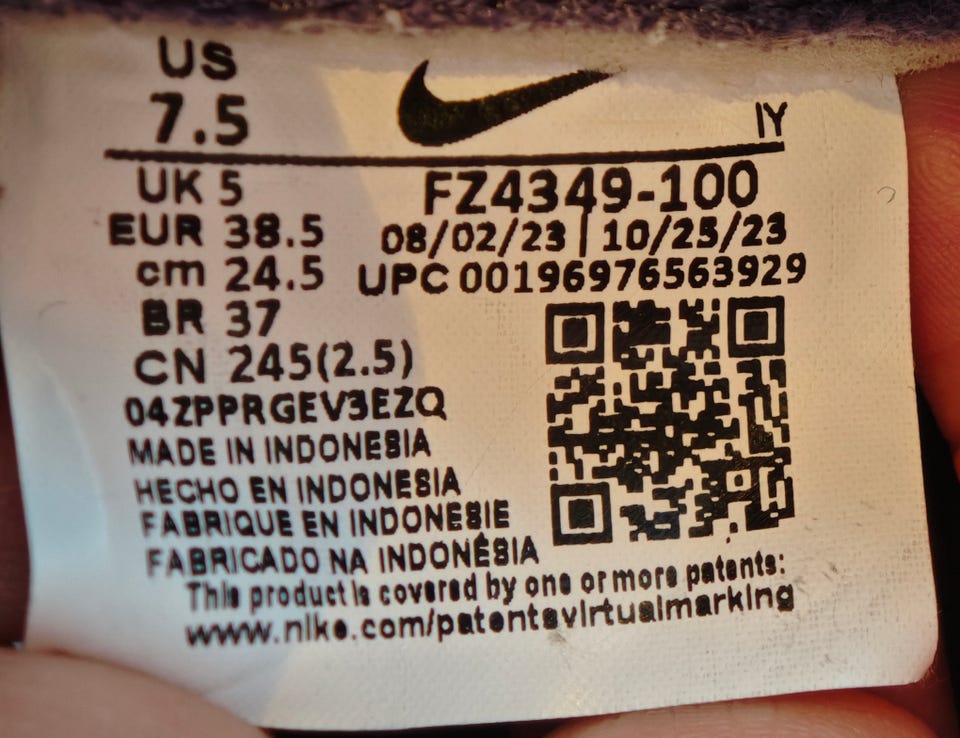 US
7.5
IY
UK 5
FZ4349-100
EUR 38.5
08/02/23 | 10/25/23
cm 24.5
UPC 00196976563929
BR 37
CN 245(2.5)
04ZPPRGEV3EZQ
MADE IN INDONESIA
HECHO EN INDONESIA
FABRIQUE EN INDONESIE
FABRICADO NA INDONÉSIA
This product is covered by one or more patents:
www.nike.com/patentsvirtualmarking